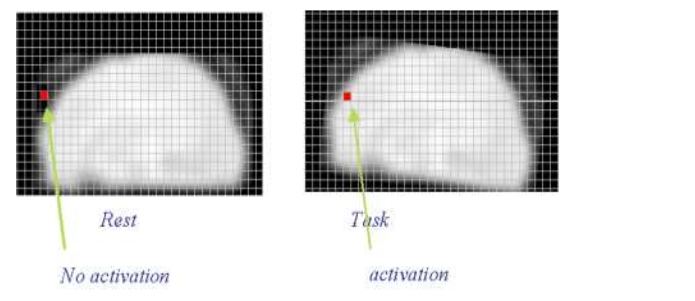 Rest
Task
No activation
activation